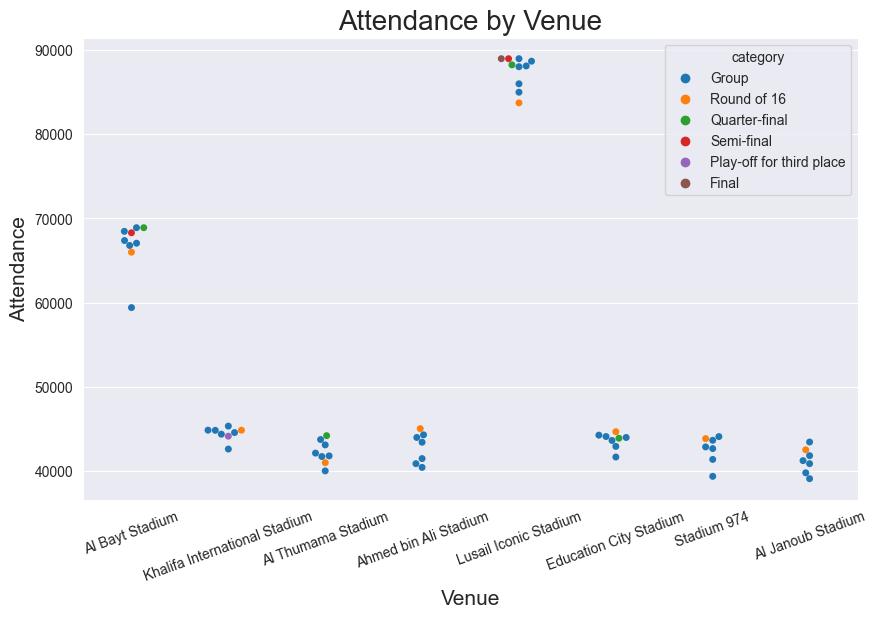 Attendance by Venue
Attendance
90000
80000
70000
60000
50000
40000
category
Group
Round of 16
Quarter-final
Semi-final
Play-off for third place
Final
Al Bayt Stadium
Khalifa International Stadium
Al Thumama Stadium
Ahmed bin Ali Stadium
Lusail Iconic Stadium
Education City Stadium
Stadium 974
Al Janoub Stadium
Venue